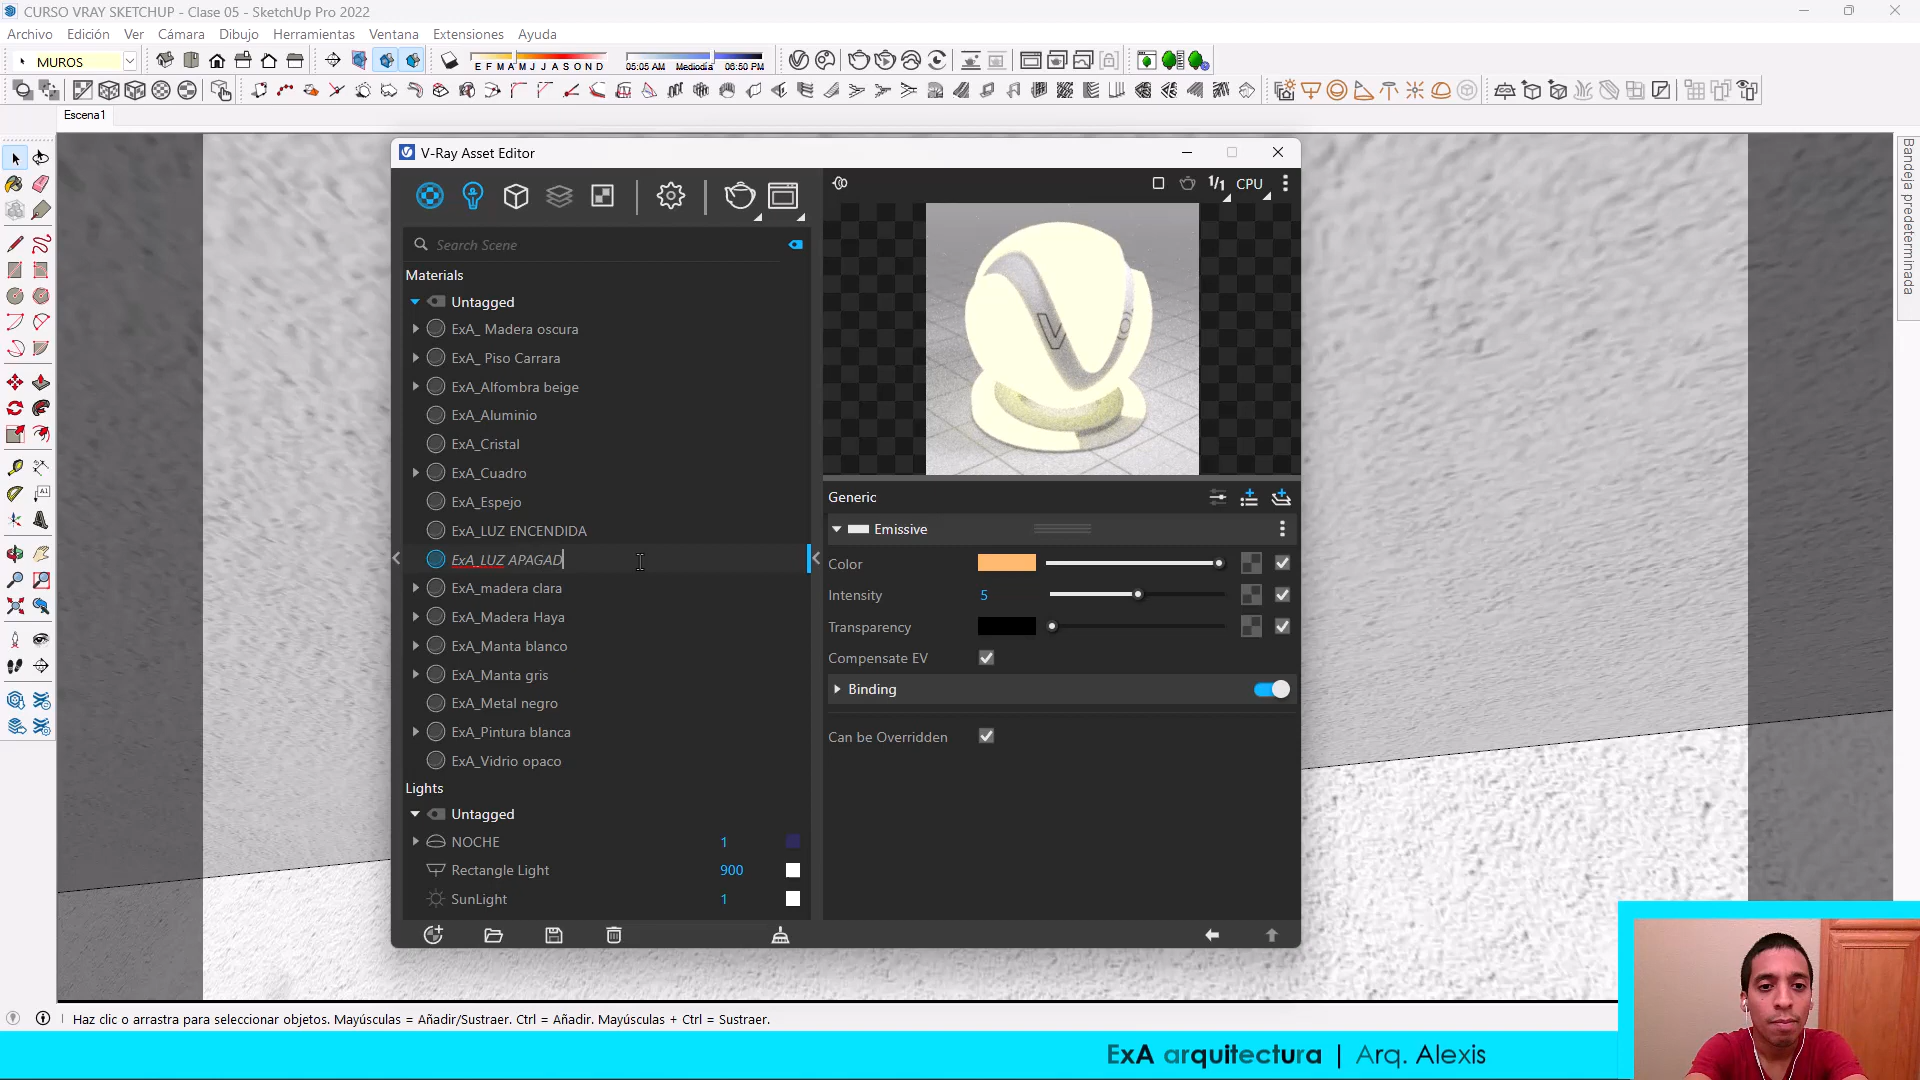 CURSO VRAY SKETCHUP - Clase 05 - SketchUp Pro 2022
Archivo Edición Ver Cámara Dibujo Herramientas Ventana Extensiones Ayuda
MUROS
E F M A M J J A S O N D
05:05 AM Mediodía 06:50 PM
Escena1
V-Ray Asset Editor
1/1 CPU
Search Scene
Materials
Untagged
ExA_ Madera oscura
ExA_ Piso Carrara
ExA_Alfombra beige
ExA_Aluminio
ExA_Cristal
ExA_Cuadro
ExA_Espejo
ExA_LUZ ENCENDIDA
ExA_LUZ APAGAD
ExA_madera clara
ExA_Madera Haya
ExA_Manta blanco
ExA_Manta gris
ExA_Metal negro
ExA_Pintura blanca
ExA_Vidrio opaco
Lights
Untagged
NOCHE 1
Rectangle Light 900
SunLight 1
Generic
Emissive
Color
Intensity 5
Transparency
Compensate EV
Binding
Can be Overridden
Bandeja predeterminada
Haz clic o arrastra para seleccionar objetos. Mayúsculas = Añadir/Sustraer. Ctrl = Añadir. Mayúsculas + Ctrl = Sustraer.
ExA arquitectura | Arq. Alexis